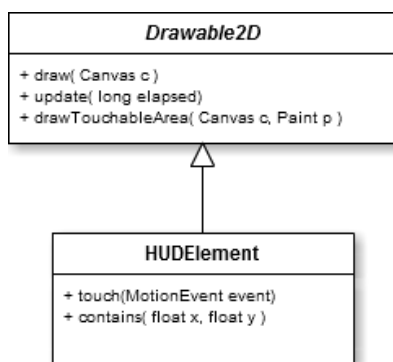 Drawable2D
+ draw( Canvas c )
+ update( long elapsed)
+ drawTouchableArea( Canvas c, Paint p )
HUDElement
+ touch(MotionEvent event)
+ contains( float x, float y )